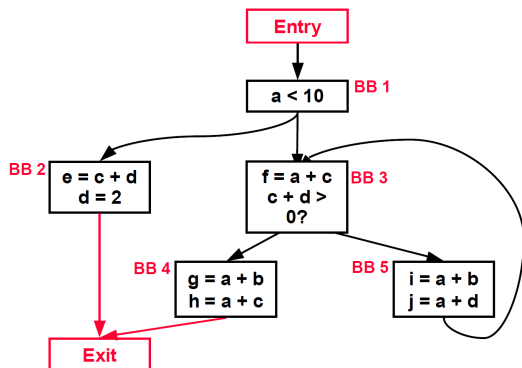 Entry
BB 1
a < 10
BB 2
e = c + d
d = 2
BB 3
f = a + c
c + d >
0?
BB 4
g = a + b
h = a + c
BB 5
i = a + b
j = a + d
Exit